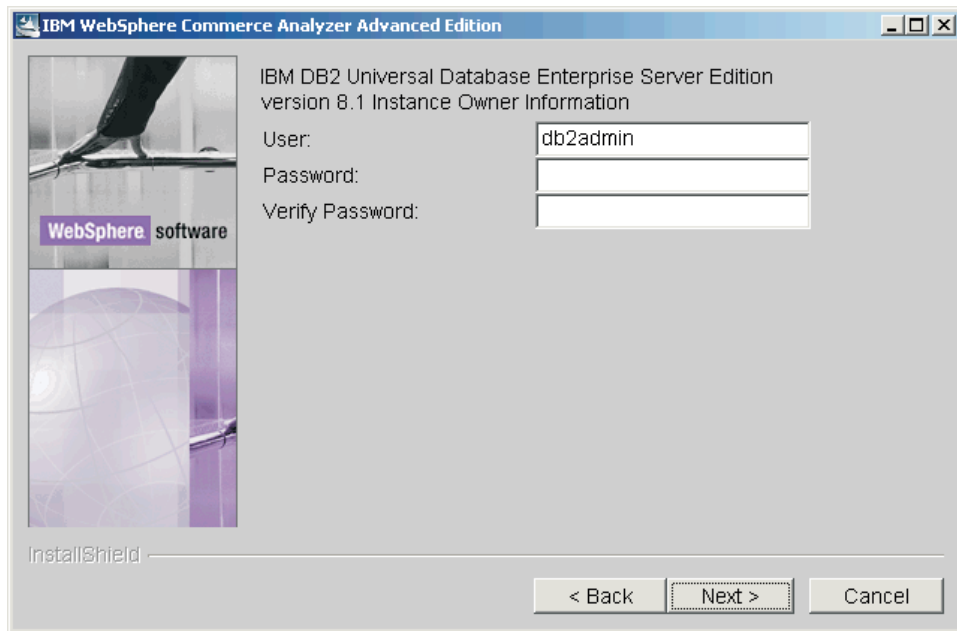 IBM WebSphere Commerce Analyzer Advanced Edition
IBM DB2 Universal Database Enterprise Server Edition
version 8.1 Instance Owner Information
User:
db2admin
Password:
Verify Password:
WebSphere software
InstallShield
< Back
Next >
Cancel